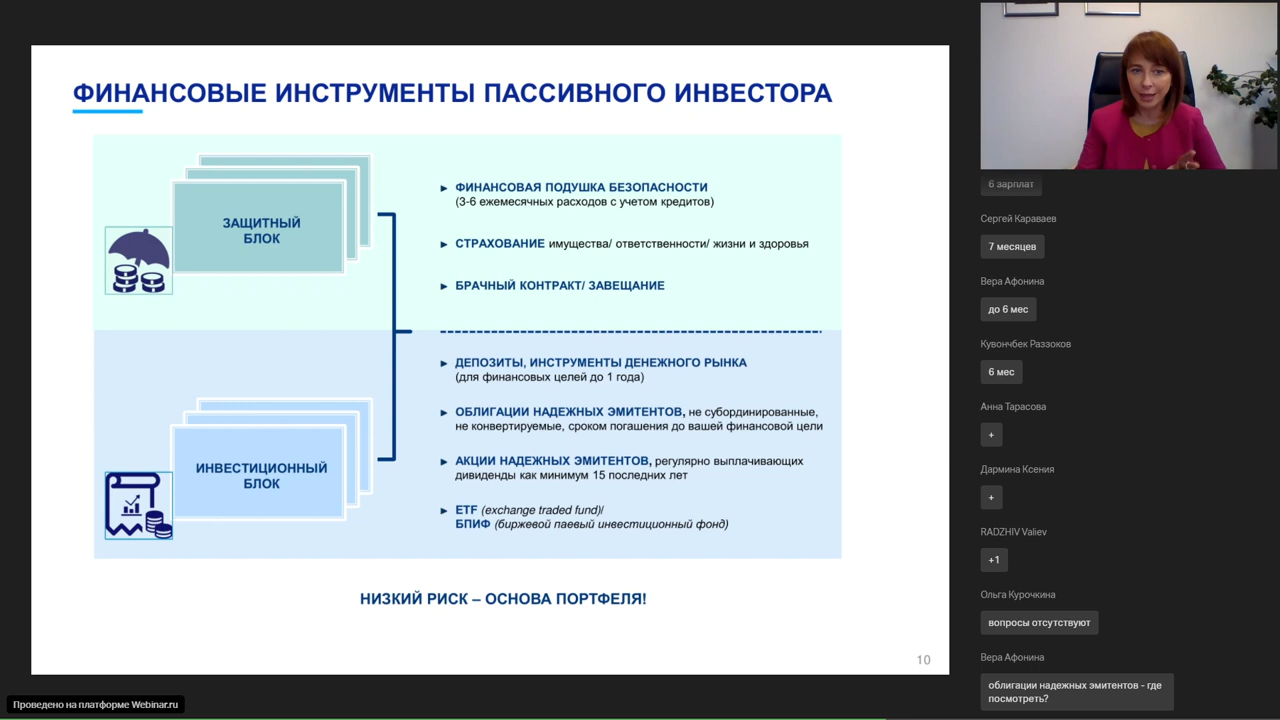 ФИНАНСОВЫЕ ИНСТРУМЕНТЫ ПАССИВНОГО ИНВЕСТОРА
ЗАЩИТНЫЙ
БЛОК
ФИНАНСОВАЯ ПОДУШКА БЕЗОПАСНОСТИ
(3-6 ежемесячных расходов с учетом кредитов)
СТРАХОВАНИЕ имущества/ ответственности/ жизни и здоровья
БРАЧНЫЙ КОНТРАКТ/ ЗАВЕЩАНИЕ
ИНВЕСТИЦИОННЫЙ
БЛОК
ДЕПОЗИТЫ, ИНСТРУМЕНТЫ ДЕНЕЖНОГО РЫНКА
(для финансовых целей до 1 года)
ОБЛИГАЦИИ НАДЕЖНЫХ ЭМИТЕНТОВ, не субординированные,
не конвертируемые, сроком погашения до вашей финансовой цели
АКЦИИ НАДЕЖНЫХ ЭМИТЕНТОВ, регулярно выплачивающих
дивиденды как минимум 15 последних лет
ETF (exchange traded fund)/
БПИФ (биржевой паевый инвестиционный фонд)
НИЗКИЙ РИСК – ОСНОВА ПОРТФЕЛЯ!
10
Проведено на платформе Webinar.ru
6 зарплат
Сергей Караваев
7 месяцев
Вера Афонина
до 6 мес
Кувончбек Раззоков
6 мес
Анна Тарасова
+
Дармина Ксения
+
RADZHIV Valiev
+1
Ольга Курочкина
вопросы отсутствуют
Вера Афонина
облигации надежных эмитентов - где
посмотреть?